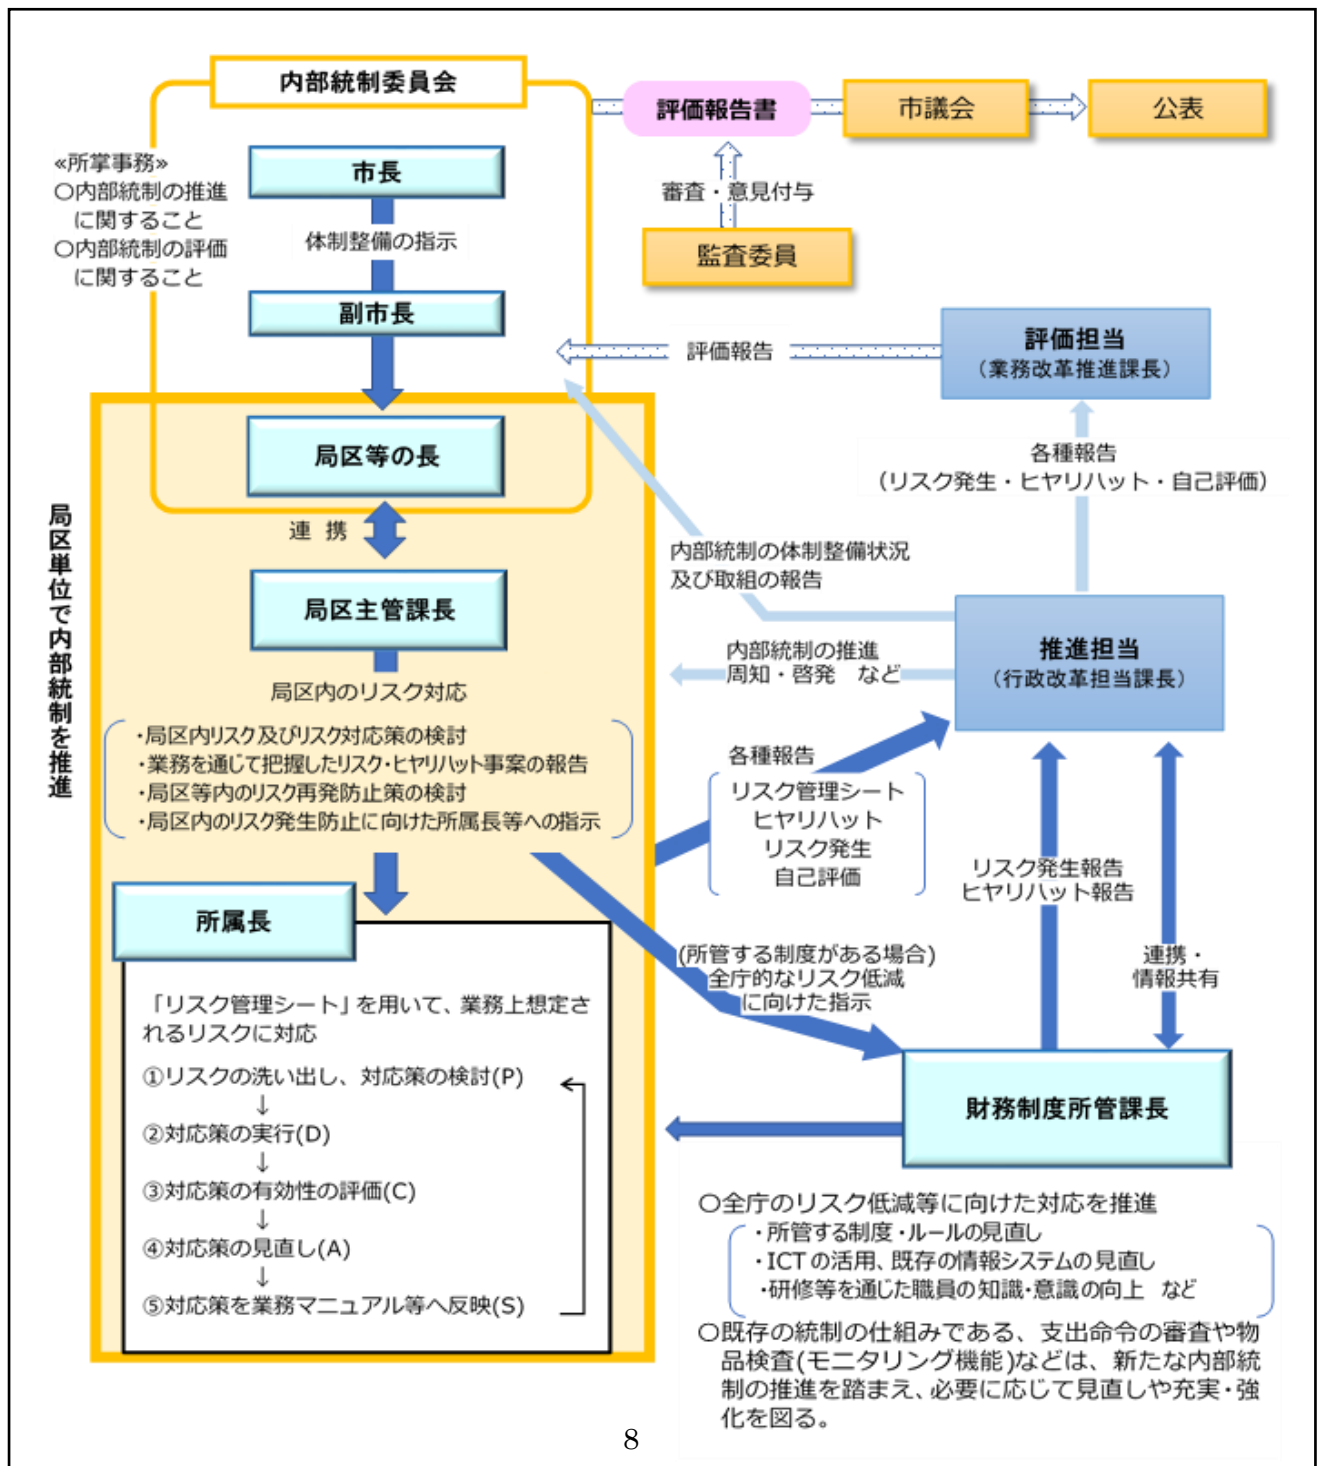 内部統制委員会
評価報告書
市議会
公表
≪所掌事務≫
〇内部統制の推進
に関すること
〇内部統制の評価
に関すること
市長
体制整備の指示
副市長
審査・意見付与
監査委員
評価報告
評価担当
（業務改革推進課長）
局区等の長
各種報告
（リスク発生・ヒヤリハット・自己評価）
連 携
局区単位で内部統制を推進
局区主管課長
内部統制の体制整備状況
及び取組の報告
推進担当
（行政改革担当課長）
内部統制の推進
周知・啓発　など
局区内のリスク対応
・局区内リスク及びリスク対応策の検討
・業務を通じて把握したリスク・ヒヤリハット事案の報告
・局区等内のリスク再発防止策の検討
・局区内のリスク発生防止に向けた所属長等への指示
各種報告
リスク管理シート
ヒヤリハット
リスク発生
自己評価
リスク発生報告
ヒヤリハット報告
連携・
情報共有
所属長
(所管する制度がある場合)
全庁的なリスク低減
に向けた指示
「リスク管理シート」を用いて、業務上想定さ
れるリスクに対応
①リスクの洗い出し、対応策の検討(P)
↓
②対応策の実行(D)
↓
③対応策の有効性の評価(C)
↓
④対応策の見直し(A)
↓
⑤対応策を業務マニュアル等へ反映(S)
財務制度所管課長
〇全庁のリスク低減等に向けた対応を推進
・所管する制度・ルールの見直し
・ICTの活用、既存の情報システムの見直し
・研修等を通じた職員の知識・意識の向上　など
〇既存の統制の仕組みである、支出命令の審査や物
品検査(モニタリング機能)などは、新たな内部統
制の推進を踏まえ、必要に応じて見直しや充実・強
化を図る。
8